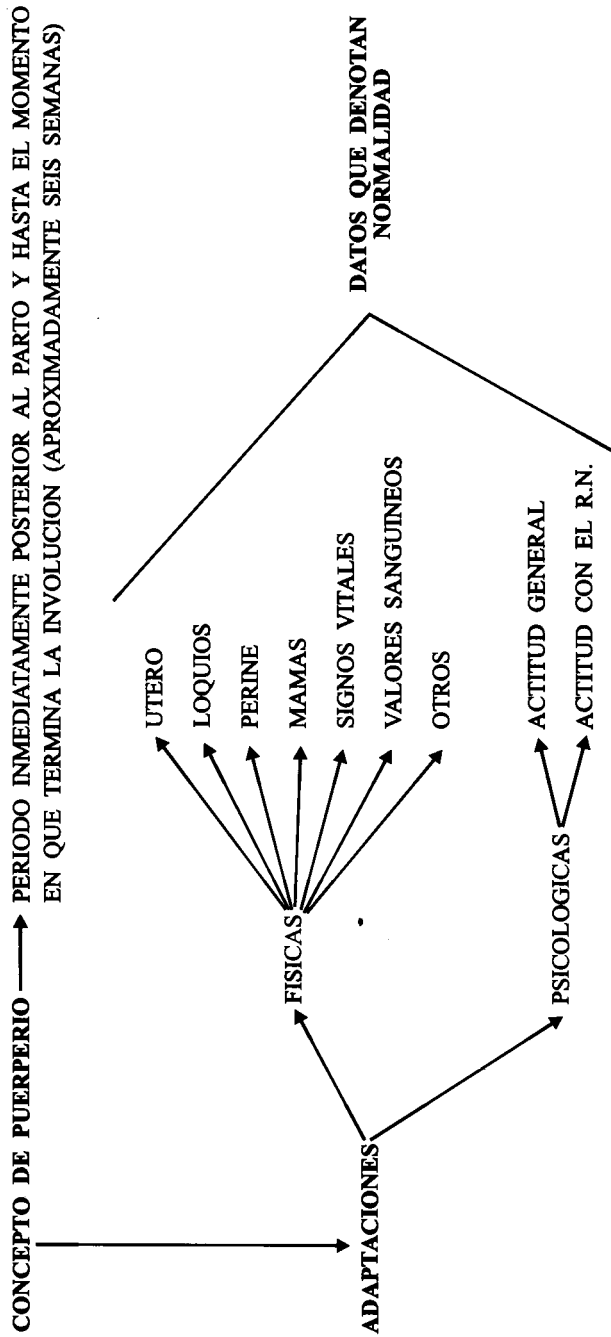 CONCEPTO DE PUERPERIO
PERIODO INMEDIATAMENTE POSTERIOR AL PARTO Y HASTA EL MOMENTO
EN QUE TERMINA LA INVOLUCION (APROXIMADAMENTE SEIS SEMANAS)
ADAPTACIONES
FISICAS
UTERO
LOQUIOS
PERINE
MAMAS
SIGNOS VITALES
VALORES SANGUINEOS
OTROS
PSICOLOGICAS
ACTITUD GENERAL
ACTITUD CON EL R.N.
DATOS QUE DENOTAN
NORMALIDAD